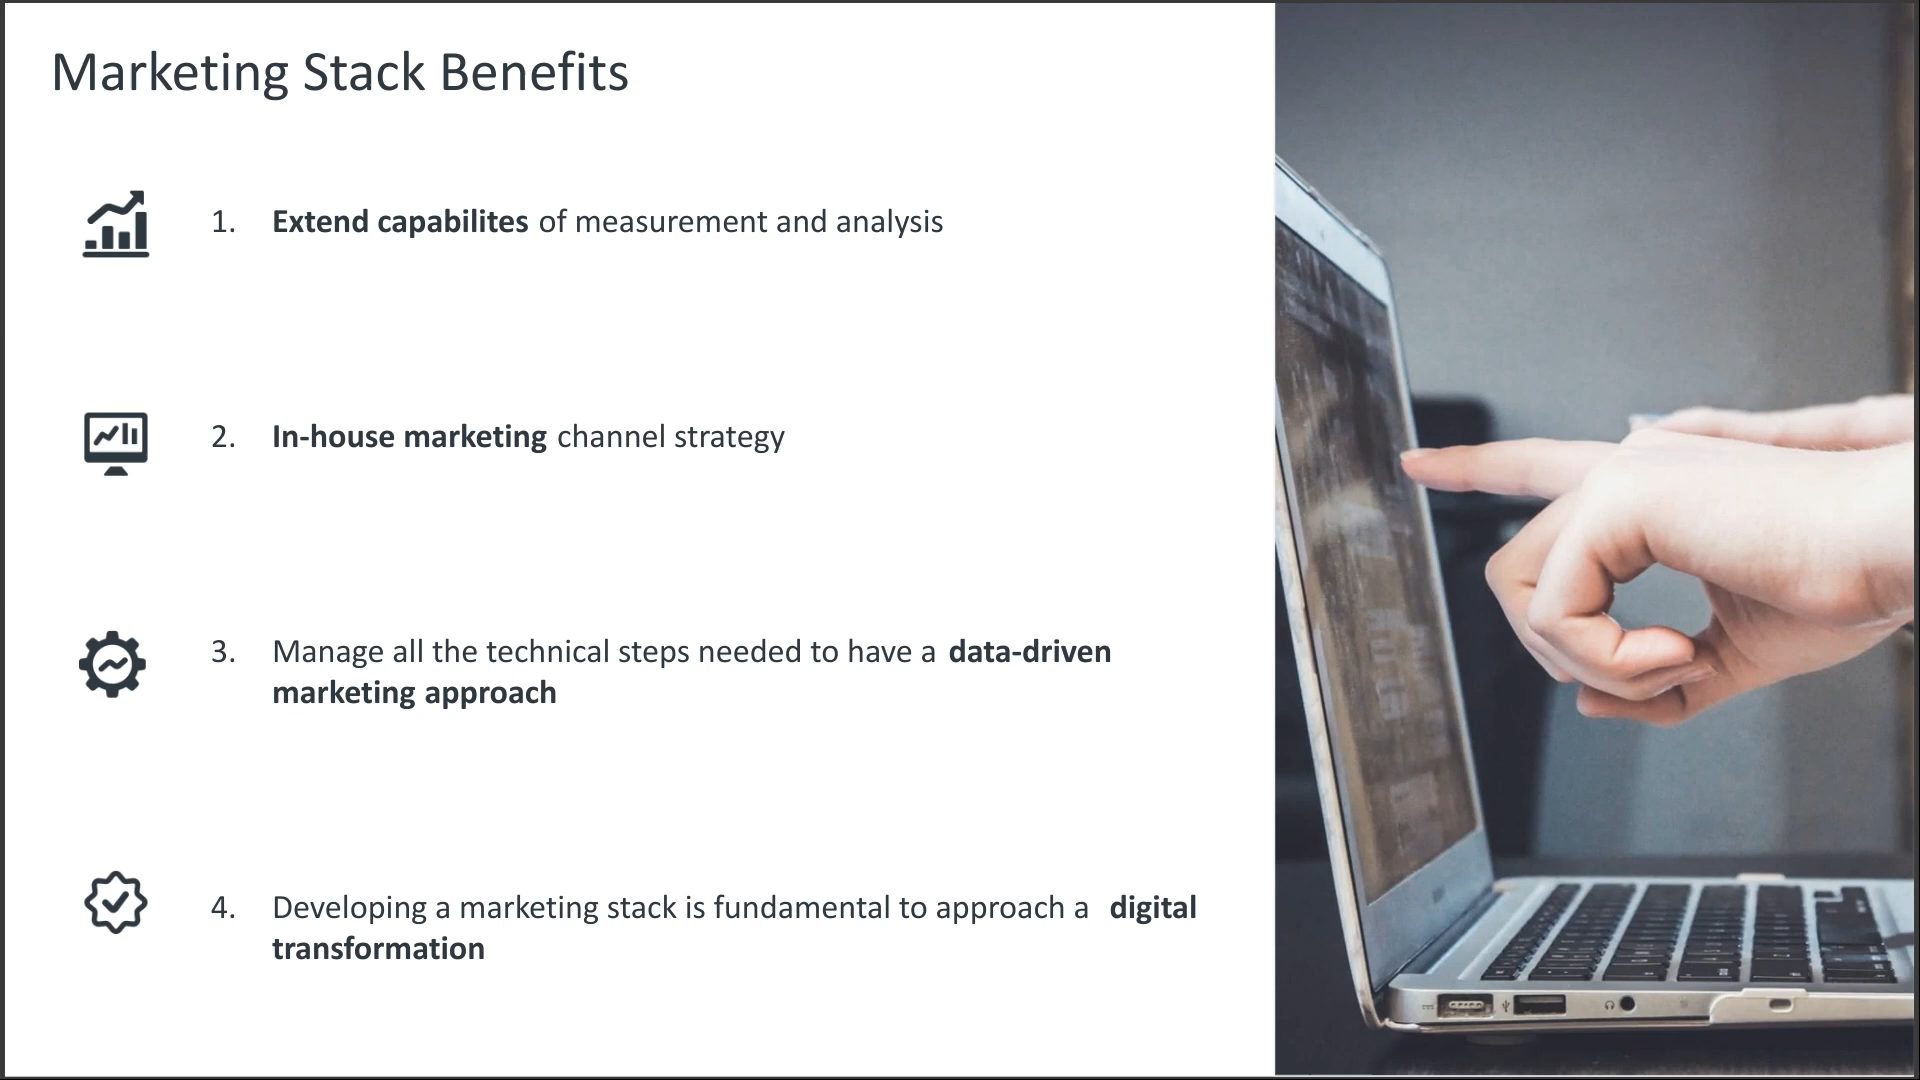 Marketing Stack Benefits
1. Extend capabilites of measurement and analysis
2. In-house marketing channel strategy
3. Manage all the technical steps needed to have a data-driven
marketing approach
4. Developing a marketing stack is fundamental to approach a digital
transformation